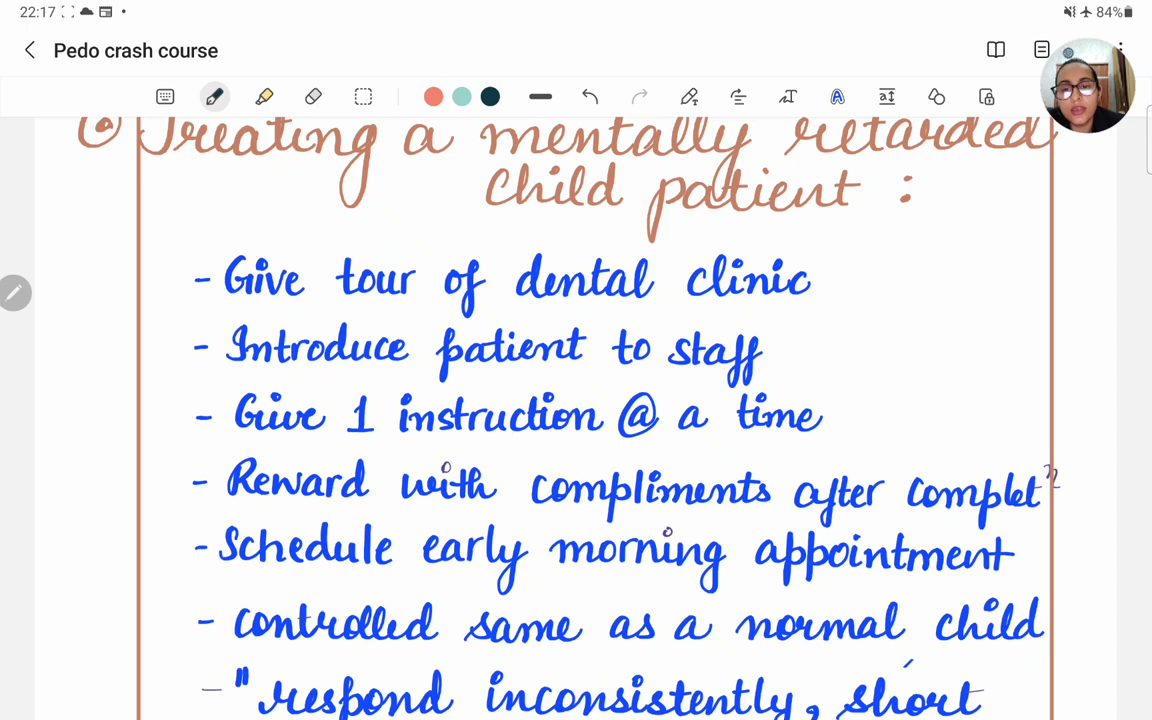 22:17
84%
Pedo crash course
Treating a mentally retarded
child patient :
- Give tour of dental clinic
- Introduce patient to staff
- Give 1 instruction @ a time
- Reward with compliments after complet^n
- Schedule early morning appointment
- controlled same as a normal child
- " respond inconsistently, short